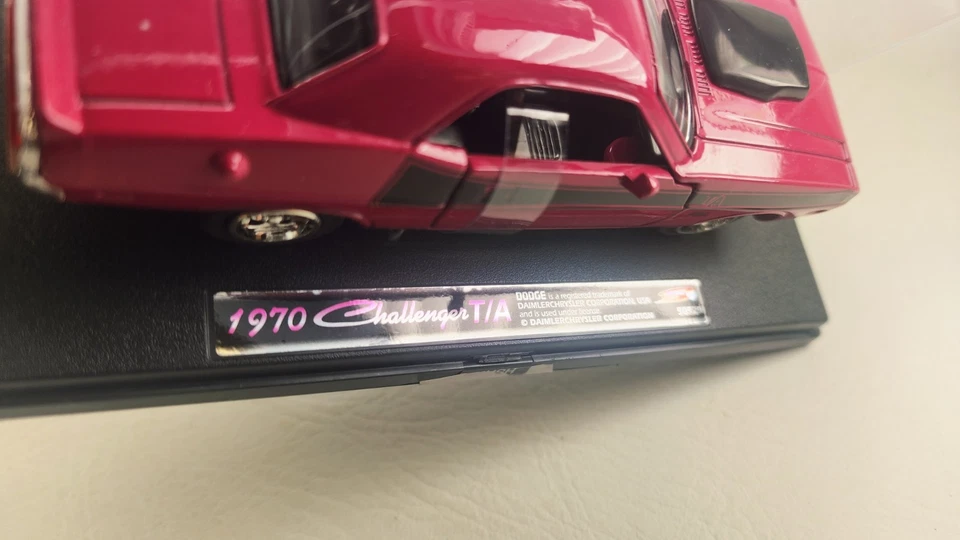 1970 Challenger T/A
DODGE is a registered trademark of
DAIMLERCHRYSLER CORPORATION, USA
and is used under license.
© DAIMLERCHRYSLER CORPORATION